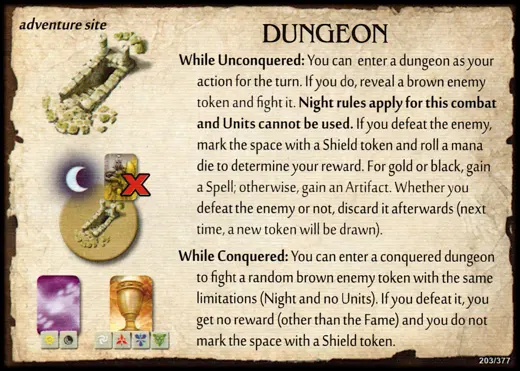 adventure site
DUNGEON
While Unconquered: You can enter a dungeon as your
action for the turn. If you do, reveal a brown enemy
token and fight it. Night rules apply for this combat
and Units cannot be used. If you defeat the enemy,
mark the space with a Shield token and roll a mana
die to determine your reward. For gold or black, gain
a Spell; otherwise, gain an Artifact. Whether you
defeat the enemy or not, discard it afterwards (next
time, a new token will be drawn).
While Conquered: You can enter a conquered dungeon
to fight a random brown enemy token with the same
limitations (Night and no Units). If you defeat it, you
get no reward (other than the Fame) and you do not
mark the space with a Shield token.
203/377